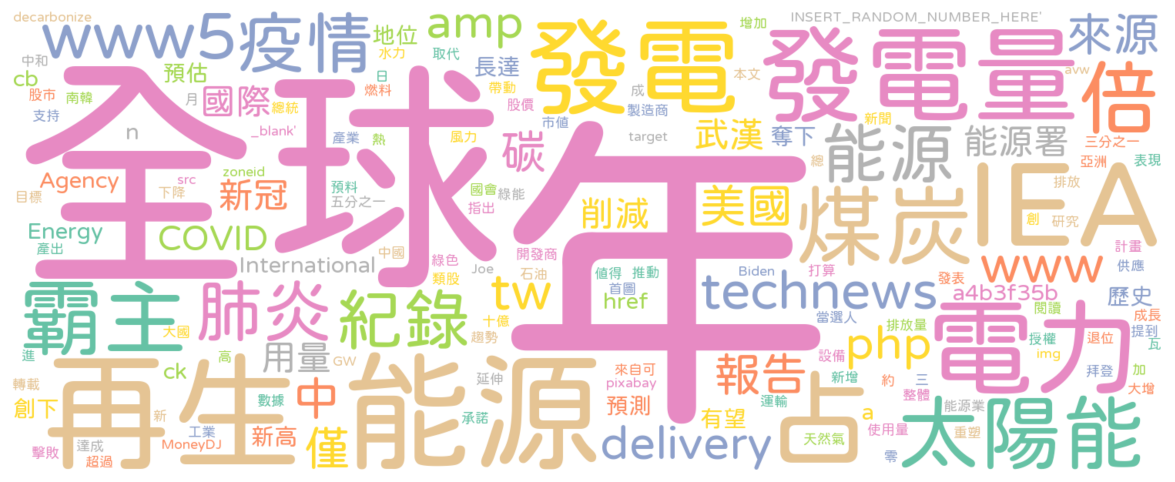 decarbonize
www5疫情
地位
amp
發電
增加
INSERT_RANDOM_NUMBER_HERE'
發電量
來源
中和
cb
預估
水力
取代
長達
日
燃料
帶動
股價
成
本文
製造商
市值
新聞
avw
倍
股市
南韓
支持
月
國際
總統
_blank'
n
全球年
產業
熱
風力
碳
target
武漢
奪下
能源
能源署
三分之一
亞洲
表現
總
排放
Agency
src
zoneid
目標
下降
新冠
預料
五分之一
國會
綠能
指出
削減
美國
煤炭
IEA
創
研究
Energy
產出
COVID
International
中國
綠色
類股
開發商
Joe
石油
值得
推動
首圖
Biden
打算
發表
www
計畫
供應
霸主
肺炎
紀錄
tw
href
technews
a4b3f35b
歷史
大國
十億
趨勢
當選人
排放量
閱讀
成長
提到
瓦
進
高
用量
GW
php
電力
授權
退位
img
設備
轉載
ck
再生能源
延伸
報告
來自可
pixabay
預測
新增
約
三
整體
拜登
加
大增
創下
新
數據
中
承諾
有望
運輸
占
a
能源業
太陽能
擊敗
達成
超過
工業
MoneyDJ
新高
僅
delivery
天然氣
使用量
重塑
零